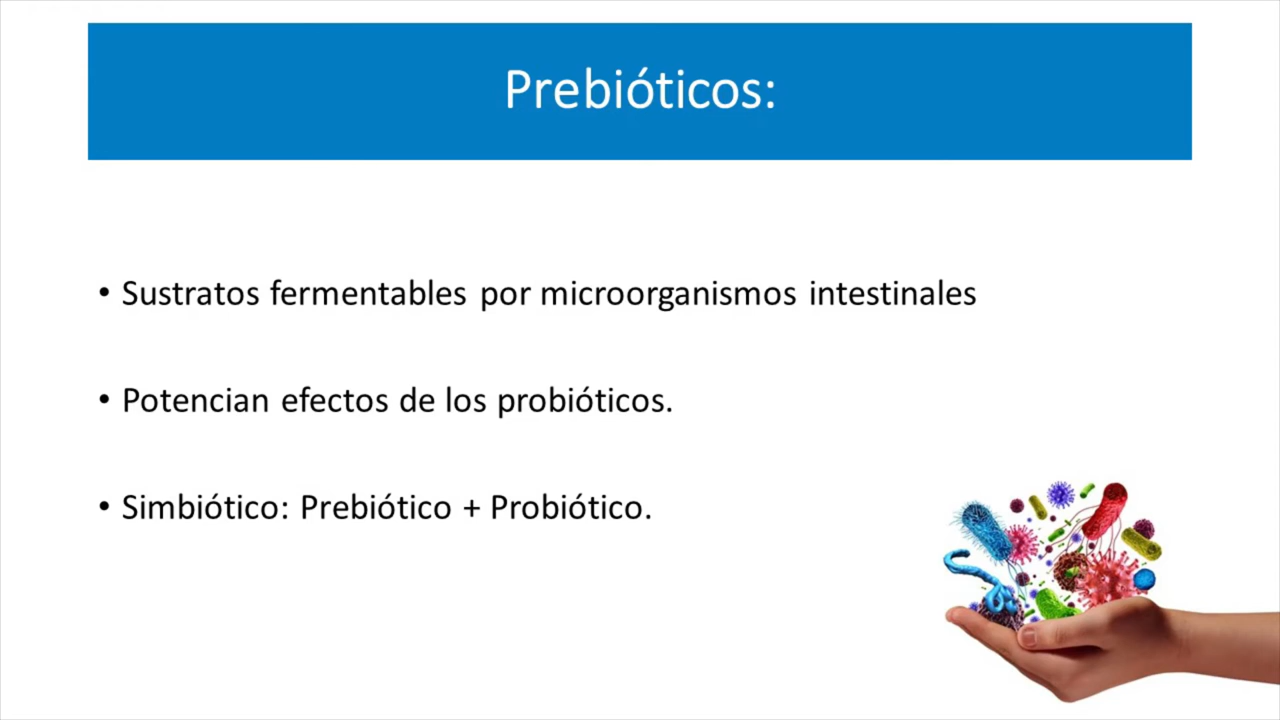 Prebióticos:
• Sustratos fermentables por microorganismos intestinales
• Potencian efectos de los probióticos.
• Simbiótico: Prebiótico + Probiótico.